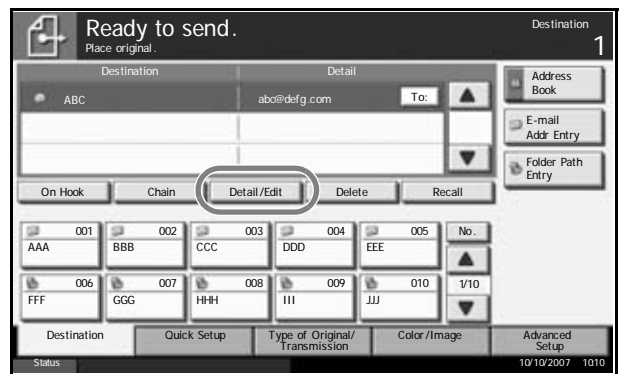 Ready to send.
Destination
Place original.
1
Destination Detail
ABC abc@defg.com To:
Address
Book
E-mail
Addr Entry
Folder Path
Entry
On Hook Chain Detail/Edit Delete Recall
001 002 003 004 005 No.
AAA BBB CCC DDD EEE
006 007 008 009 010 1/10
FFF GGG HHH III JJJ
Destination Quick Setup Type of Original/
Transmission Color/Image Advanced
Setup
Status 10/10/2007 1010